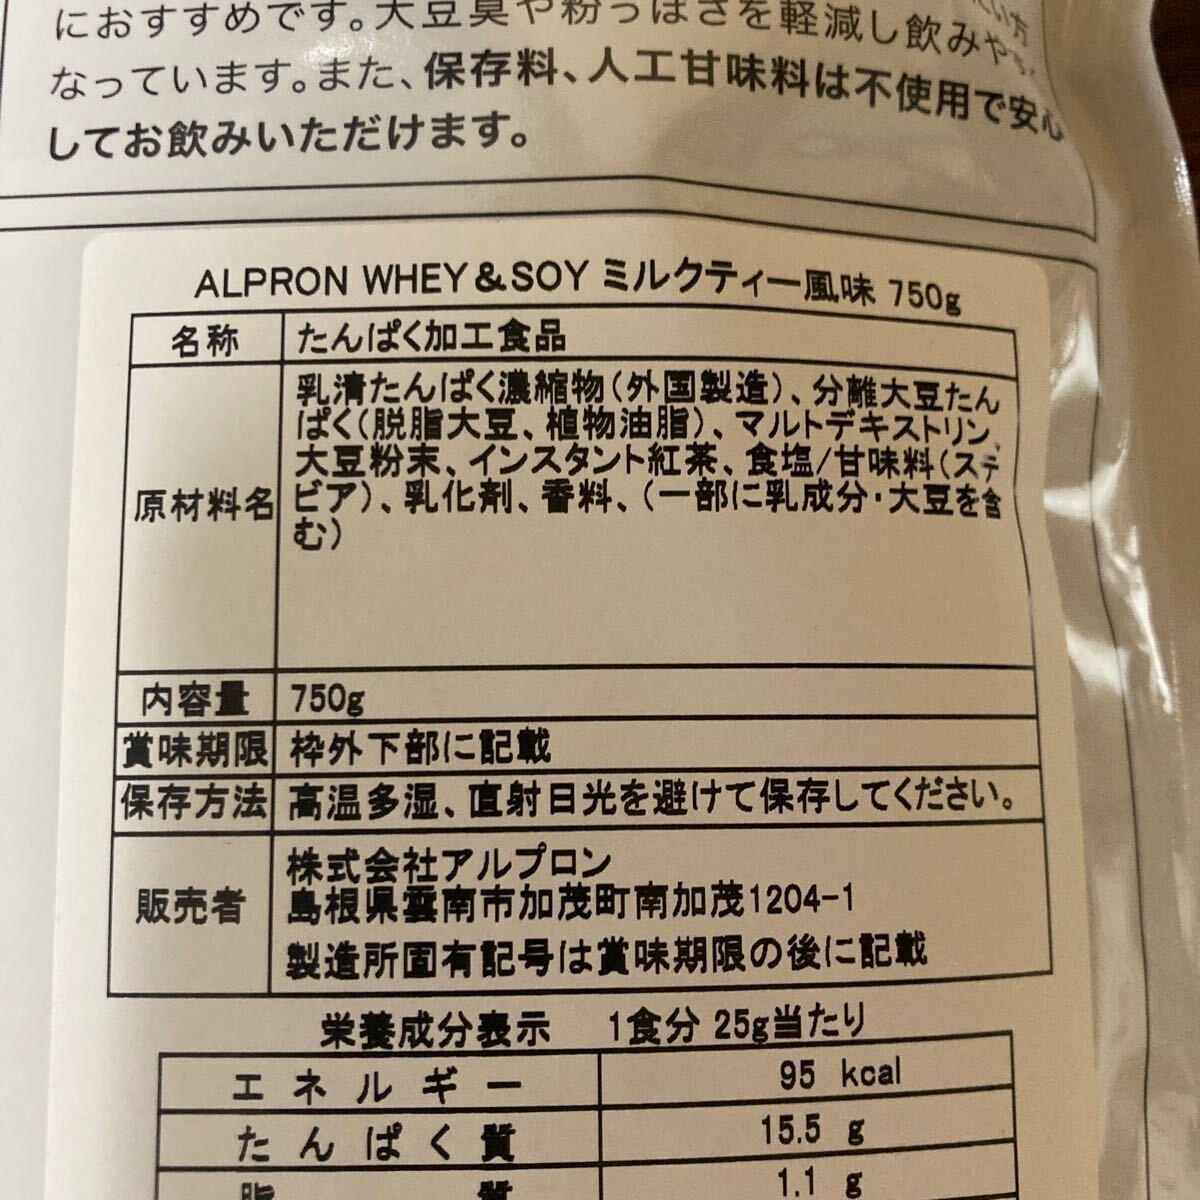 におすすめです。大豆臭や粉っぽさを軽減し飲みや
なっています。また、保存料、人工甘味料は不使用で安心
してお飲みいただけます。
ALPRON WHEY&SOY ミルクティー風味 750g
名称 たんぱく加工食品
原材料名 乳清たんぱく濃縮物(外国製造)、分離大豆たん
ぱく(脱脂大豆、植物油脂)、マルトデキストリン、
大豆粉末、インスタント紅茶、食塩/甘味料(ステ
ビア)、乳化剤、香料、(一部に乳成分・大豆を含
む)
内容量 750g
賞味期限 枠外下部に記載
保存方法 高温多湿、直射日光を避けて保存してください。
販売者 株式会社アルプロン
島根県雲南市加茂町南加茂1204-1
製造所固有記号は賞味期限の後に記載
栄養成分表示 1食分 25g当たり
エネルギー 95 kcal
たんぱく質 15.5 g
脂質 1.1 g